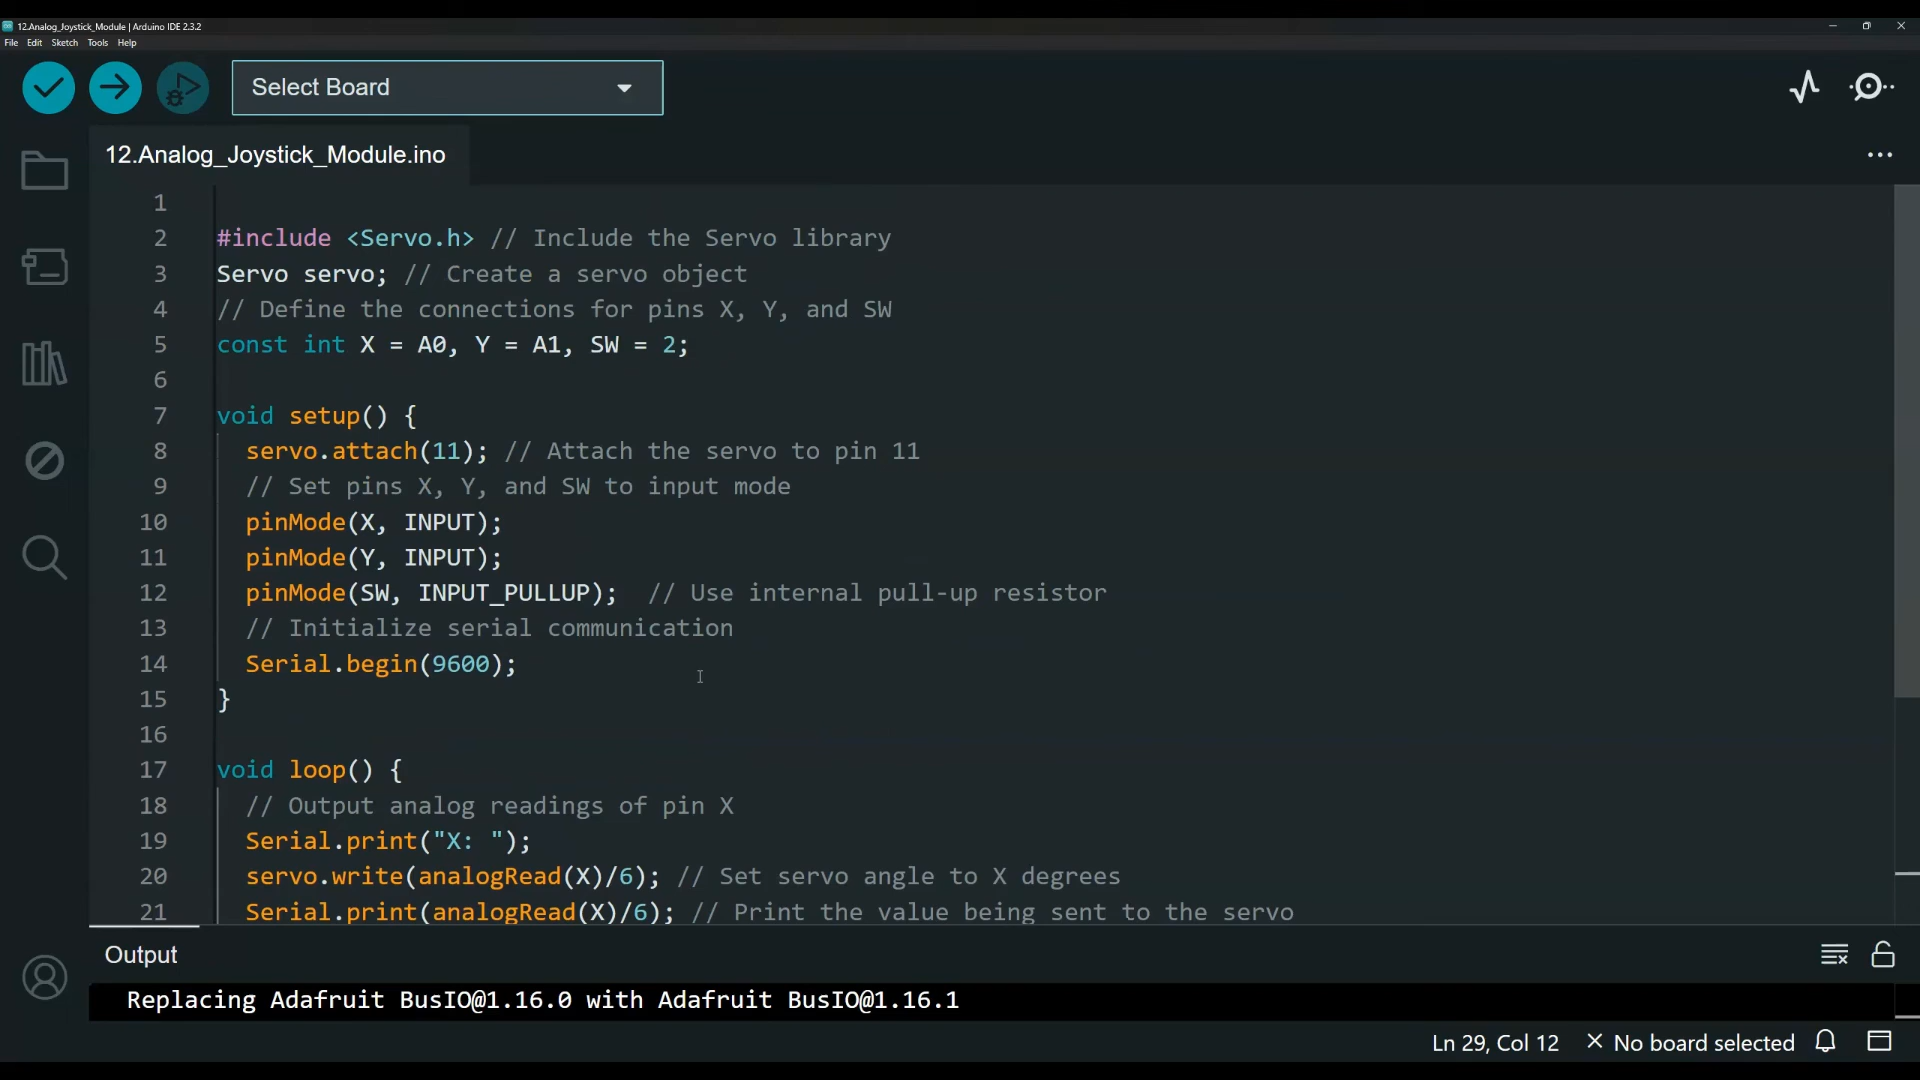 12.Analog_Joystick_Module | Arduino IDE 2.3.2
File Edit Sketch Tools Help
Select Board
12.Analog_Joystick_Module.ino
1
2 #include <Servo.h> // Include the Servo library
3 Servo servo; // Create a servo object
4 // Define the connections for pins X, Y, and SW
5 const int X = A0, Y = A1, SW = 2;
6
7 void setup() {
8 servo.attach(11); // Attach the servo to pin 11
9 // Set pins X, Y, and SW to input mode
10 pinMode(X, INPUT);
11 pinMode(Y, INPUT);
12 pinMode(SW, INPUT_PULLUP);  // Use internal pull-up resistor
13 // Initialize serial communication
14 Serial.begin(9600);
15 }
16
17 void loop() {
18 // Output analog readings of pin X
19 Serial.print("X: ");
20 servo.write(analogRead(X)/6); // Set servo angle to X degrees
21 Serial.print(analogRead(X)/6); // Print the value being sent to the servo
Output
Replacing Adafruit BusIO@1.16.0 with Adafruit BusIO@1.16.1
Ln 29, Col 12 × No board selected